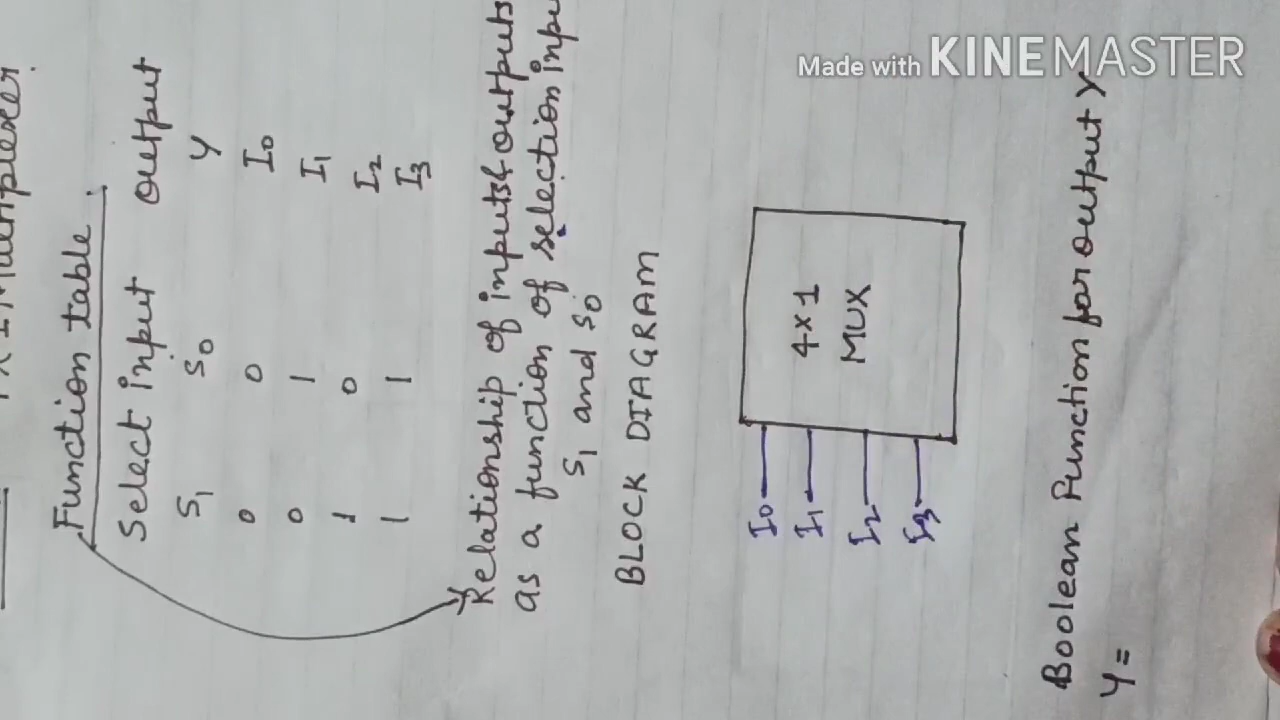 Function table
Select input output
S1 S0 Y
0 0 I0
0 1 I1
1 0 I2
1 1 I3
Relationship of inputs & outputs
as a function of selection
S1 and S0
BLOCK DIAGRAM
I0
I1
I2
I3
4x1
MUX
Boolean Function for output Y
Y =
Made with KINEMASTER